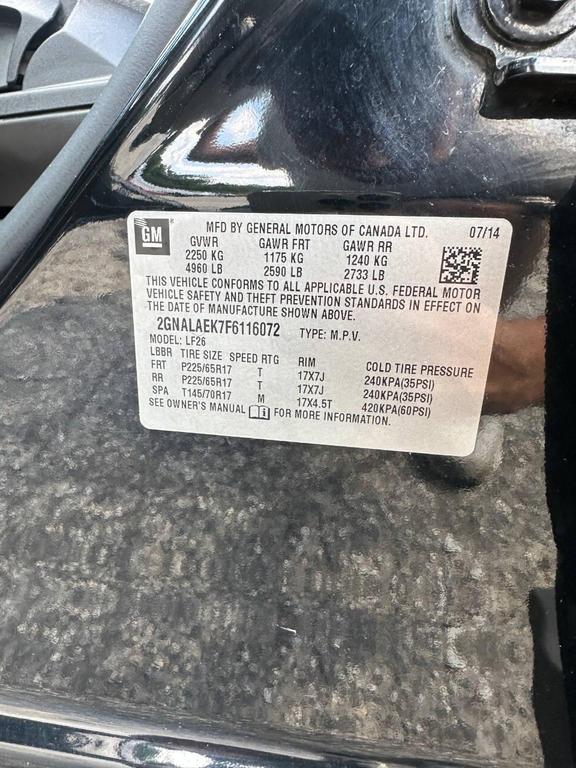 GM ®
MFD BY GENERAL MOTORS OF CANADA LTD. 07/14
GVWR GAWR FRT GAWR RR
2250 KG 1175 KG 1240 KG
4960 LB 2590 LB 2733 LB
THIS VEHICLE CONFORMS TO ALL APPLICABLE U.S. FEDERAL MOTOR
VEHICLE SAFETY AND THEFT PREVENTION STANDARDS IN EFFECT ON
THE DATE OF MANUFACTURE SHOWN ABOVE.
2GNALAEK7F6116072 TYPE: M.P.V.
MODEL: LF26
LBBR TIRE SIZE SPEED RTG RIM COLD TIRE PRESSURE
FRT P225/65R17 T 17X7J 240KPA(35PSI)
RR P225/65R17 T 17X7J 240KPA(35PSI)
SPA T145/70R17 M 17X4.5T 420KPA(60PSI)
SEE OWNER'S MANUAL FOR MORE INFORMATION.